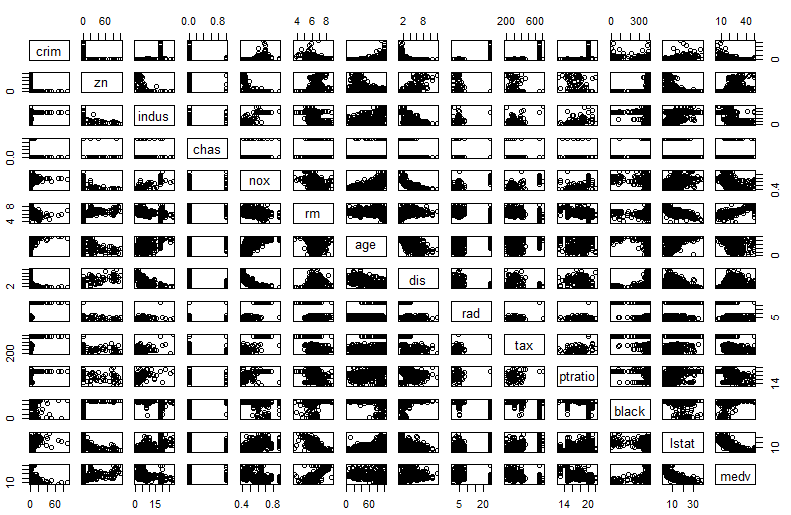 0 60 0.0 1.0 4 6 8 2 8 200 600 0 300 10 40
crim 0
0 zn
indus 0
0.0 chas
nox 0.4
4 8 rm
age 0
2 dis
rad 5
200 tax
ptratio 14
0 black
lstat 10
10 medv
0 60 0 15 0.4 0.8 0 60 5 20 14 20 10 30